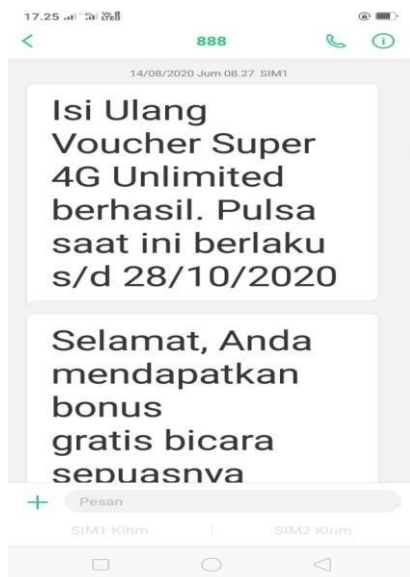 17.25
888
14/08/2020 Jum 08.27 SIM1
Isi Ulang
Voucher Super
4G Unlimited
berhasil. Pulsa
saat ini berlaku
s/d 28/10/2020
Selamat, Anda
mendapatkan
bonus
gratis bicara
sepuasnya
Pesan
SIM1 Kirim | SIM2 Kirim